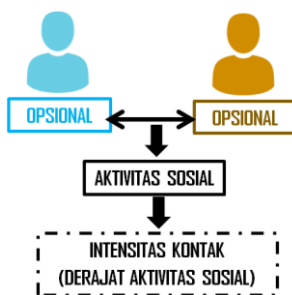 OPSIONAL
OPSIONAL
AKTIVITAS SOSIAL
INTENSITAS KONTAK
(DERAJAT AKTIVITAS SOSIAL)